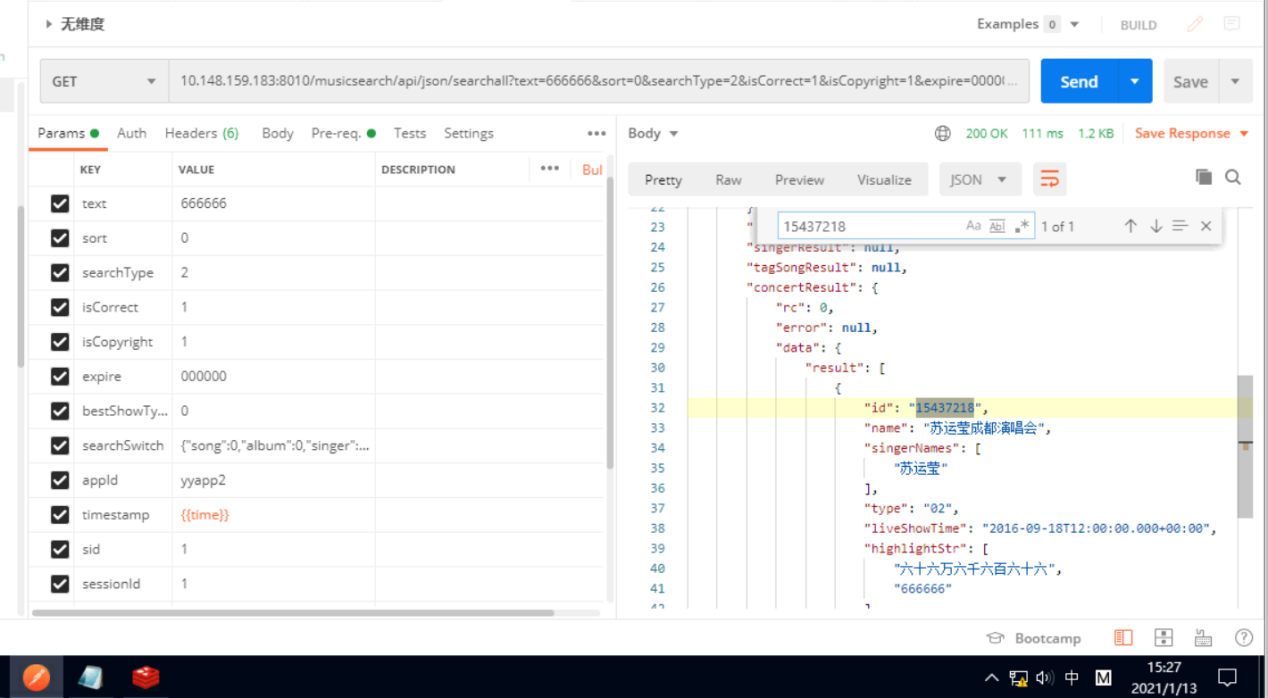 无维度
Examples 0
BUILD
GET
10.148.159.183:8010/musicsearch/api/json/searchall?text=666666&sort=0&searchType=2&isCorrect=1&isCopyright=1&expire=0000(...
Send
Save
Params
Auth
Headers (6)
Body
Pre-req.
Tests
Settings
•••
KEY
VALUE
DESCRIPTION
•••
Bul
text 666666
sort 0
searchType 2
isCorrect 1
isCopyright 1
expire 000000
bestShowTy... 0
searchSwitch {"song":0,"album":0,"singer":...
appId yyapp2
timestamp {{time}}
sid 1
sessionId 1
Body
200 OK 111 ms 1.2 KB
Save Response
Pretty
Raw
Preview
Visualize
JSON
15437218
Aa Abl .* 1 of 1
22 }
23 "
24 "singerResult": null,
25 "tagSongResult": null,
26 "concertResult": {
27 "rc": 0,
28 "error": null,
29 "data": {
30 "result": [
31 {
32 "id": "15437218",
33 "name": "苏运莹成都演唱会",
34 "singerNames": [
35 "苏运莹"
36 ],
37 "type": "02",
38 "liveShowTime": "2016-09-18T12:00:00.000+00:00",
39 "highlightStr": [
40 "六十六万六千六百六十六",
41 "666666"
42 ]
Bootcamp
中
M
15:27
2021/1/13